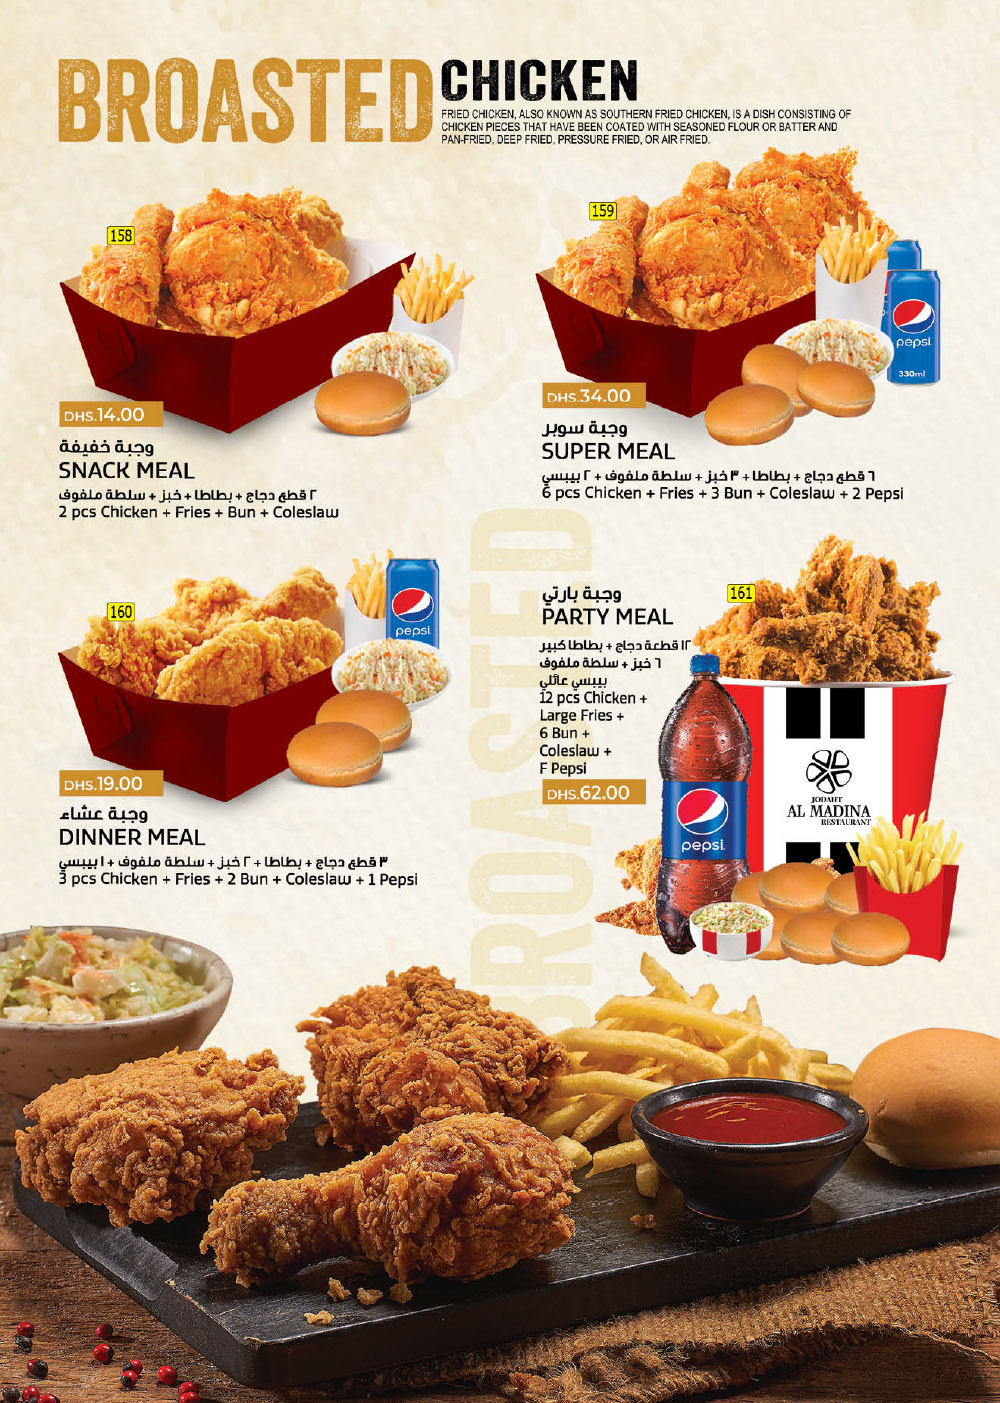 BROASTED CHICKEN
FRIED CHICKEN, ALSO KNOWN AS SOUTHERN FRIED CHICKEN, IS A DISH CONSISTING OF
CHICKEN PIECES THAT HAVE BEEN COATED WITH SEASONED FLOUR OR BATTER AND
PAN-FRIED, DEEP FRIED, PRESSURE FRIED, OR AIR FRIED.
158
DHS.14.00
وجبة خفيفة
SNACK MEAL
٢ قطع دجاج + بطاطا + خبز + سلطة ملفوف
2 pcs Chicken + Fries + Bun + Coleslaw
159
pepsi
330ml
DHS.34.00
وجبة سوبر
SUPER MEAL
٦ قطع دجاج + بطاطا + ٣ خبز + سلطة ملفوف + ٢ بيبسي
6 pcs Chicken + Fries + 3 Bun + Coleslaw + 2 Pepsi
160
pepsi
DHS.19.00
وجبة عشاء
DINNER MEAL
٣ قطع دجاج + بطاطا + ٢ خبز + سلطة ملفوف + ١ بيبسي
3 pcs Chicken + Fries + 2 Bun + Coleslaw + 1 Pepsi
161
وجبة بارتي
PARTY MEAL
١٢ قطعة دجاج + بطاطا كبير
٦ خبز + سلطة ملفوف
بيبسي عائلي
12 pcs Chicken +
Large Fries +
6 Bun +
Coleslaw +
F Pepsi
DHS.62.00
pepsi
JODAHT
AL MADINA
RESTAURANT
BROASTED